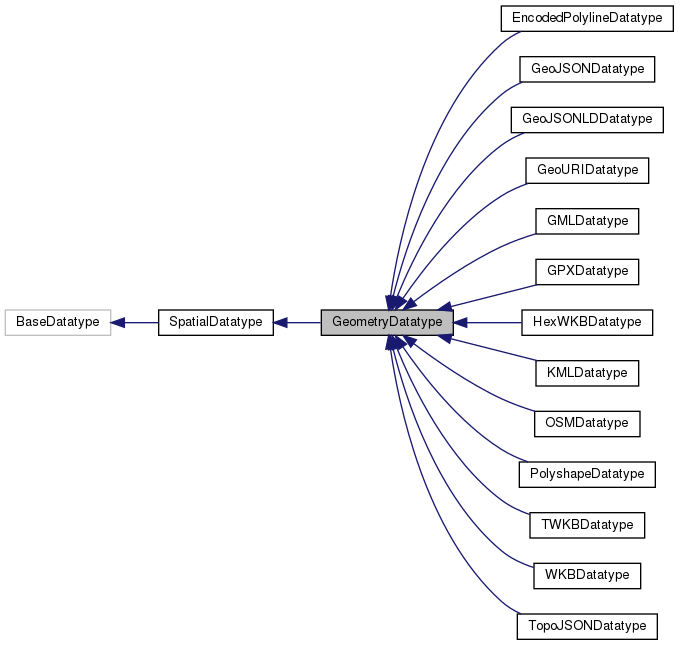 EncodedPolylineDatatype
GeoJSONDatatype
GeoJSONLDDatatype
GeoURIDatatype
GMLDatatype
GPXDatatype
BaseDatatype
SpatialDatatype
GeometryDatatype
HexWKBDatatype
KMLDatatype
OSMDatatype
PolyshapeDatatype
TWKBDatatype
WKBDatatype
TopoJSONDatatype